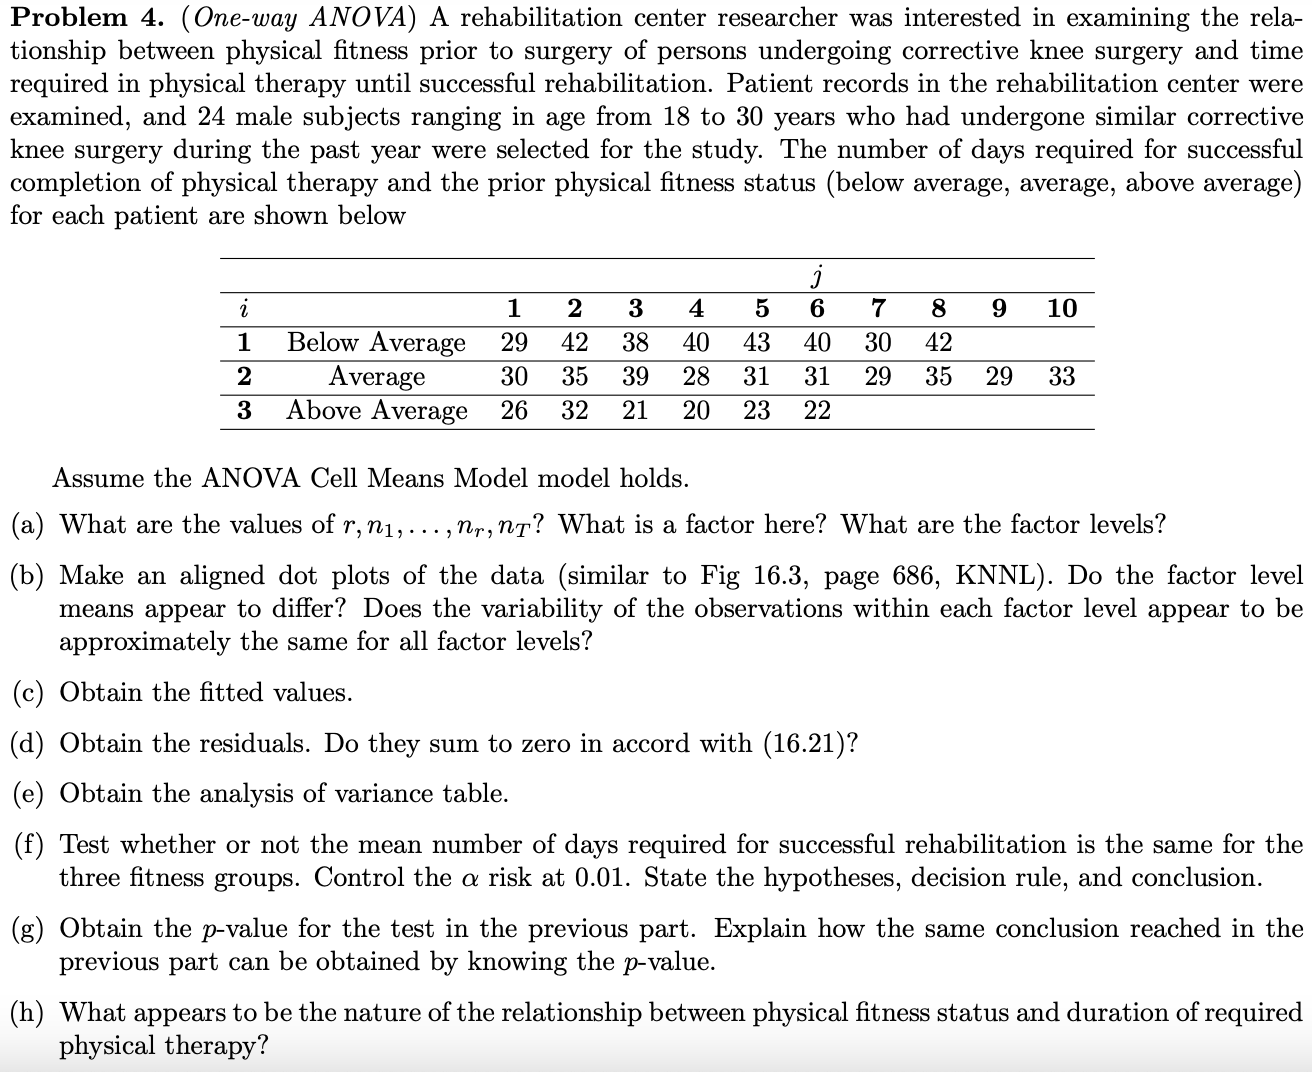 Problem 4. (One-way ANOVA) A rehabilitation center researcher was interested in examining the rela-
tionship between physical fitness prior to surgery of persons undergoing corrective knee surgery and time
required in physical therapy until successful rehabilitation. Patient records in the rehabilitation center were
examined, and 24 male subjects ranging in age from 18 to 30 years who had undergone similar corrective
knee surgery during the past year were selected for the study. The number of days required for successful
completion of physical therapy and the prior physical fitness status (below average, average, above average)
for each patient are shown below
j
i 1 2 3 4 5 6 7 8 9 10
1 Below Average 29 42 38 40 43 40 30 42
2 Average 30 35 39 28 31 31 29 35 29 33
3 Above Average 26 32 21 20 23 22
Assume the ANOVA Cell Means Model model holds.
(a) What are the values of r, n₁, . . . , nᵣ, n_T? What is a factor here? What are the factor levels?
(b) Make an aligned dot plots of the data (similar to Fig 16.3, page 686, KNNL). Do the factor level
means appear to differ? Does the variability of the observations within each factor level appear to be
approximately the same for all factor levels?
(c) Obtain the fitted values.
(d) Obtain the residuals. Do they sum to zero in accord with (16.21)?
(e) Obtain the analysis of variance table.
(f) Test whether or not the mean number of days required for successful rehabilitation is the same for the
three fitness groups. Control the α risk at 0.01. State the hypotheses, decision rule, and conclusion.
(g) Obtain the p-value for the test in the previous part. Explain how the same conclusion reached in the
previous part can be obtained by knowing the p-value.
(h) What appears to be the nature of the relationship between physical fitness status and duration of required
physical therapy?